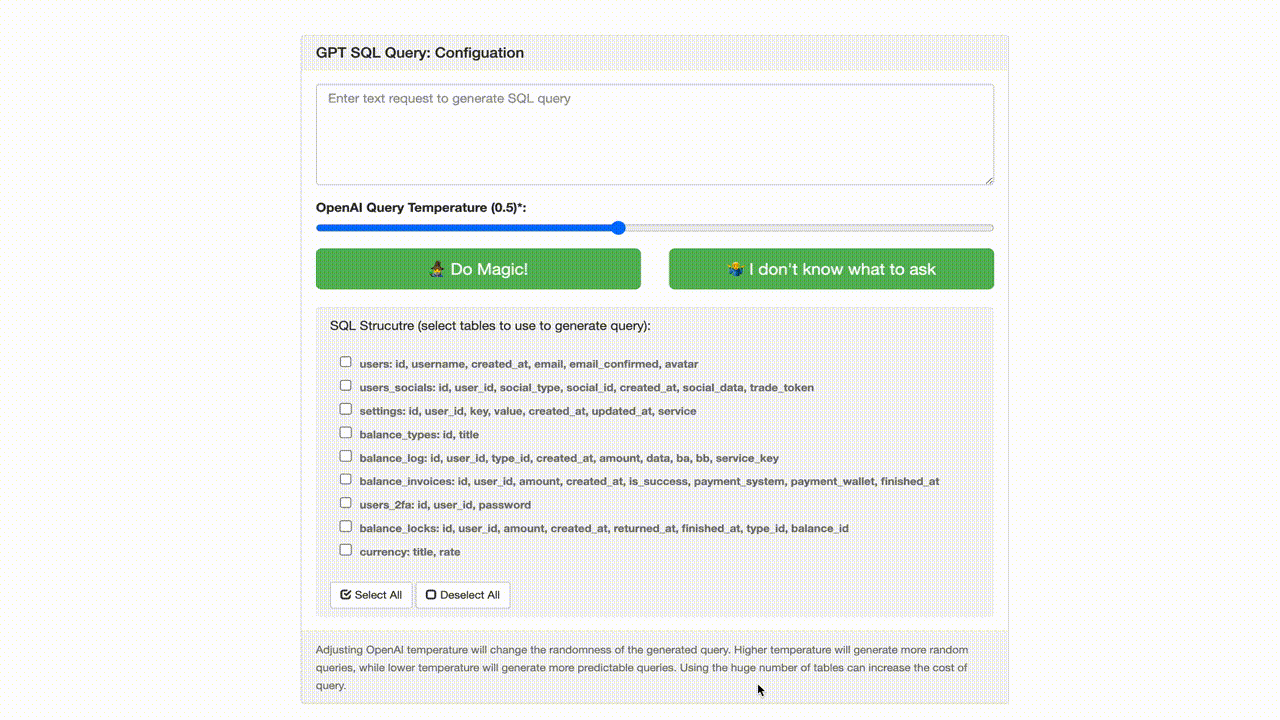 GPT SQL Query: Configuation
Enter text request to generate SQL query
OpenAI Query Temperature (0.5)*:
Do Magic!
I don't know what to ask
SQL Strucutre (select tables to use to generate query):
users: id, username, created_at, email, email_confirmed, avatar
users_socials: id, user_id, social_type, social_id, created_at, social_data, trade_token
settings: id, user_id, key, value, created_at, updated_at, service
balance_types: id, title
balance_log: id, user_id, type_id, created_at, amount, data, ba, bb, service_key
balance_invoices: id, user_id, amount, created_at, is_success, payment_system, payment_wallet, finished_at
users_2fa: id, user_id, password
balance_locks: id, user_id, amount, created_at, returned_at, finished_at, type_id, balance_id
currency: title, rate
Select All
Deselect All
Adjusting OpenAI temperature will change the randomness of the generated query. Higher temperature will generate more random
queries, while lower temperature will generate more predictable queries. Using the huge number of tables can increase the cost of
query.